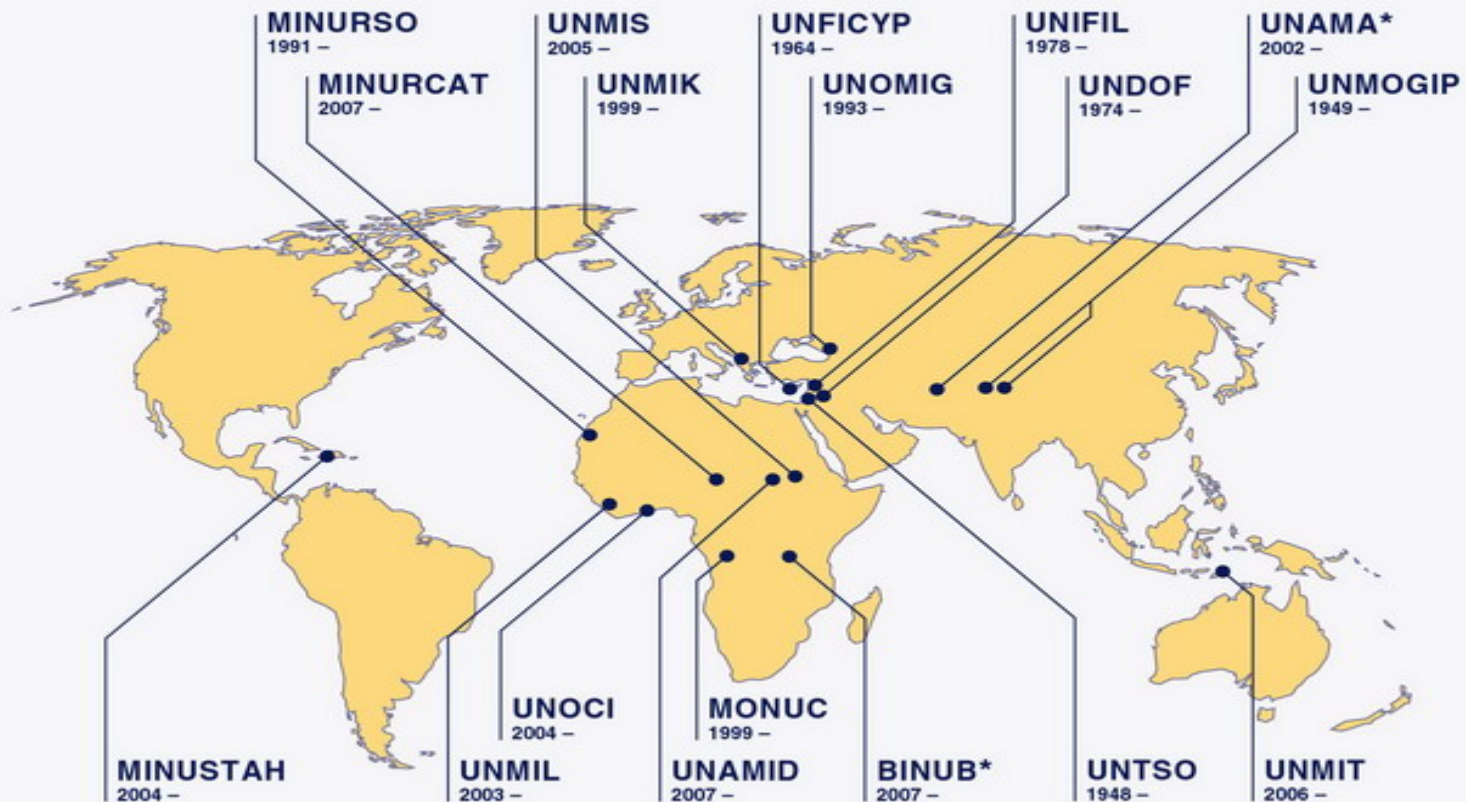 MINURSO
1991 –
UNMIS
2005 –
UNFICYP
1964 –
UNIFIL
1978 –
UNAMA*
2002 –
MINURCAT
2007 –
UNMIK
1999 –
UNOMIG
1993 –
UNDOF
1974 –
UNMOGIP
1949 –
UNOCI
2004 –
MONUC
1999 –
MINUSTAH
2004 –
UNMIL
2003 –
UNAMID
2007 –
BINUB*
2007 –
UNTSO
1948 –
UNMIT
2006 –